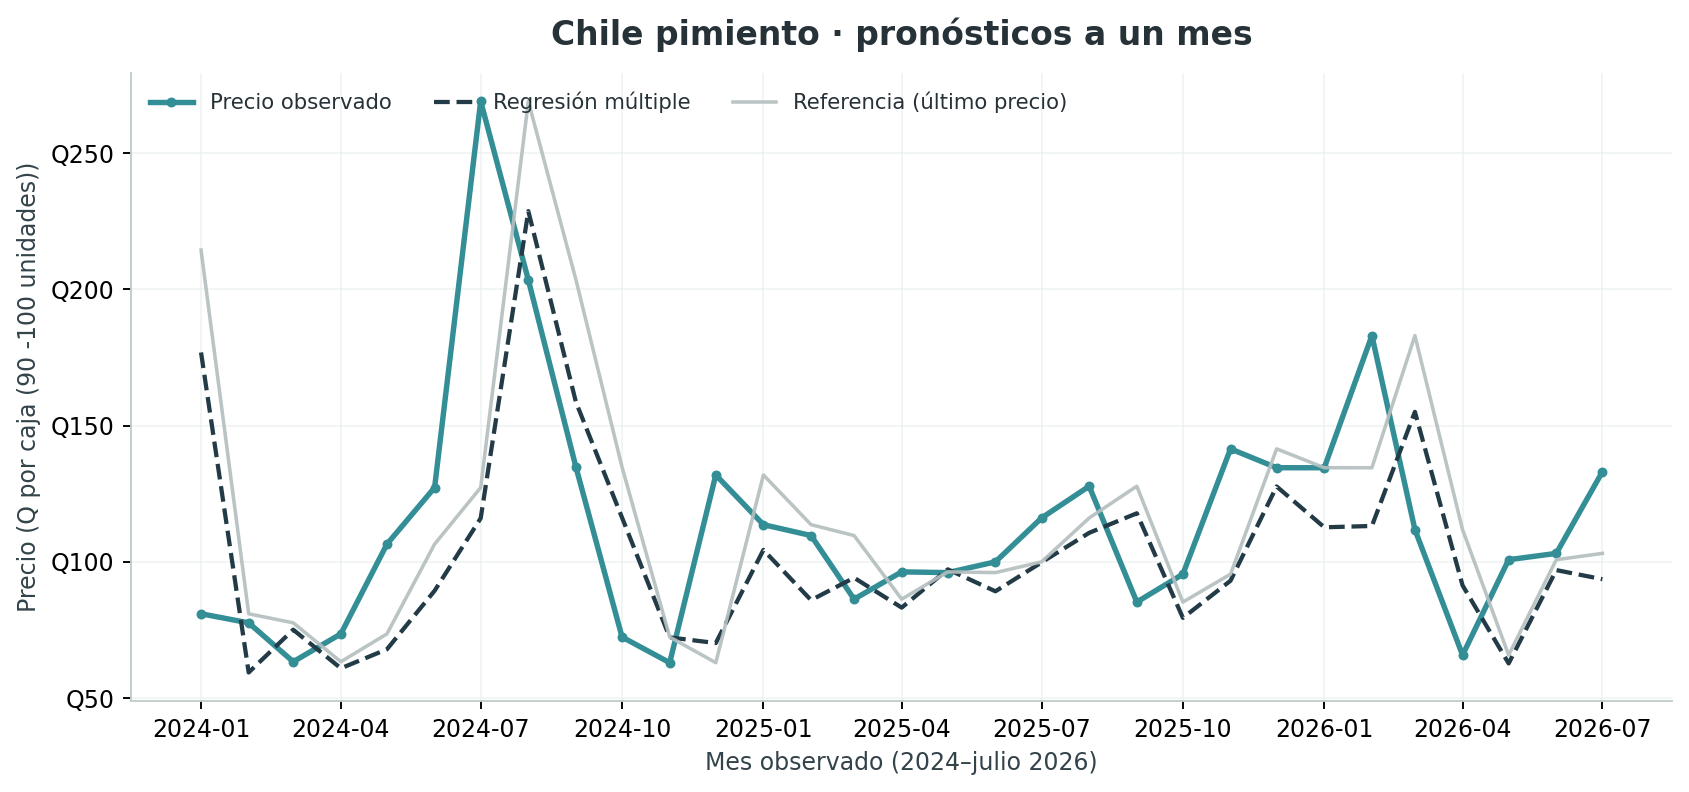 Chile pimiento · pronósticos a un mes
Precio observado
Regresión múltiple
Referencia (último precio)
Precio (Q por caja (90 -100 unidades))
Q250
Q200
Q150
Q100
Q50
2024-01 2024-04 2024-07 2024-10 2025-01 2025-04 2025-07 2025-10 2026-01 2026-04 2026-07
Mes observado (2024–julio 2026)